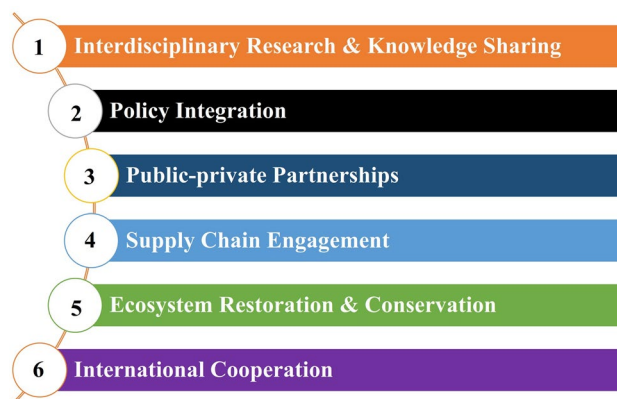 1 Interdisciplinary Research & Knowledge Sharing
2 Policy Integration
3 Public-private Partnerships
4 Supply Chain Engagement
5 Ecosystem Restoration & Conservation
6 International Cooperation